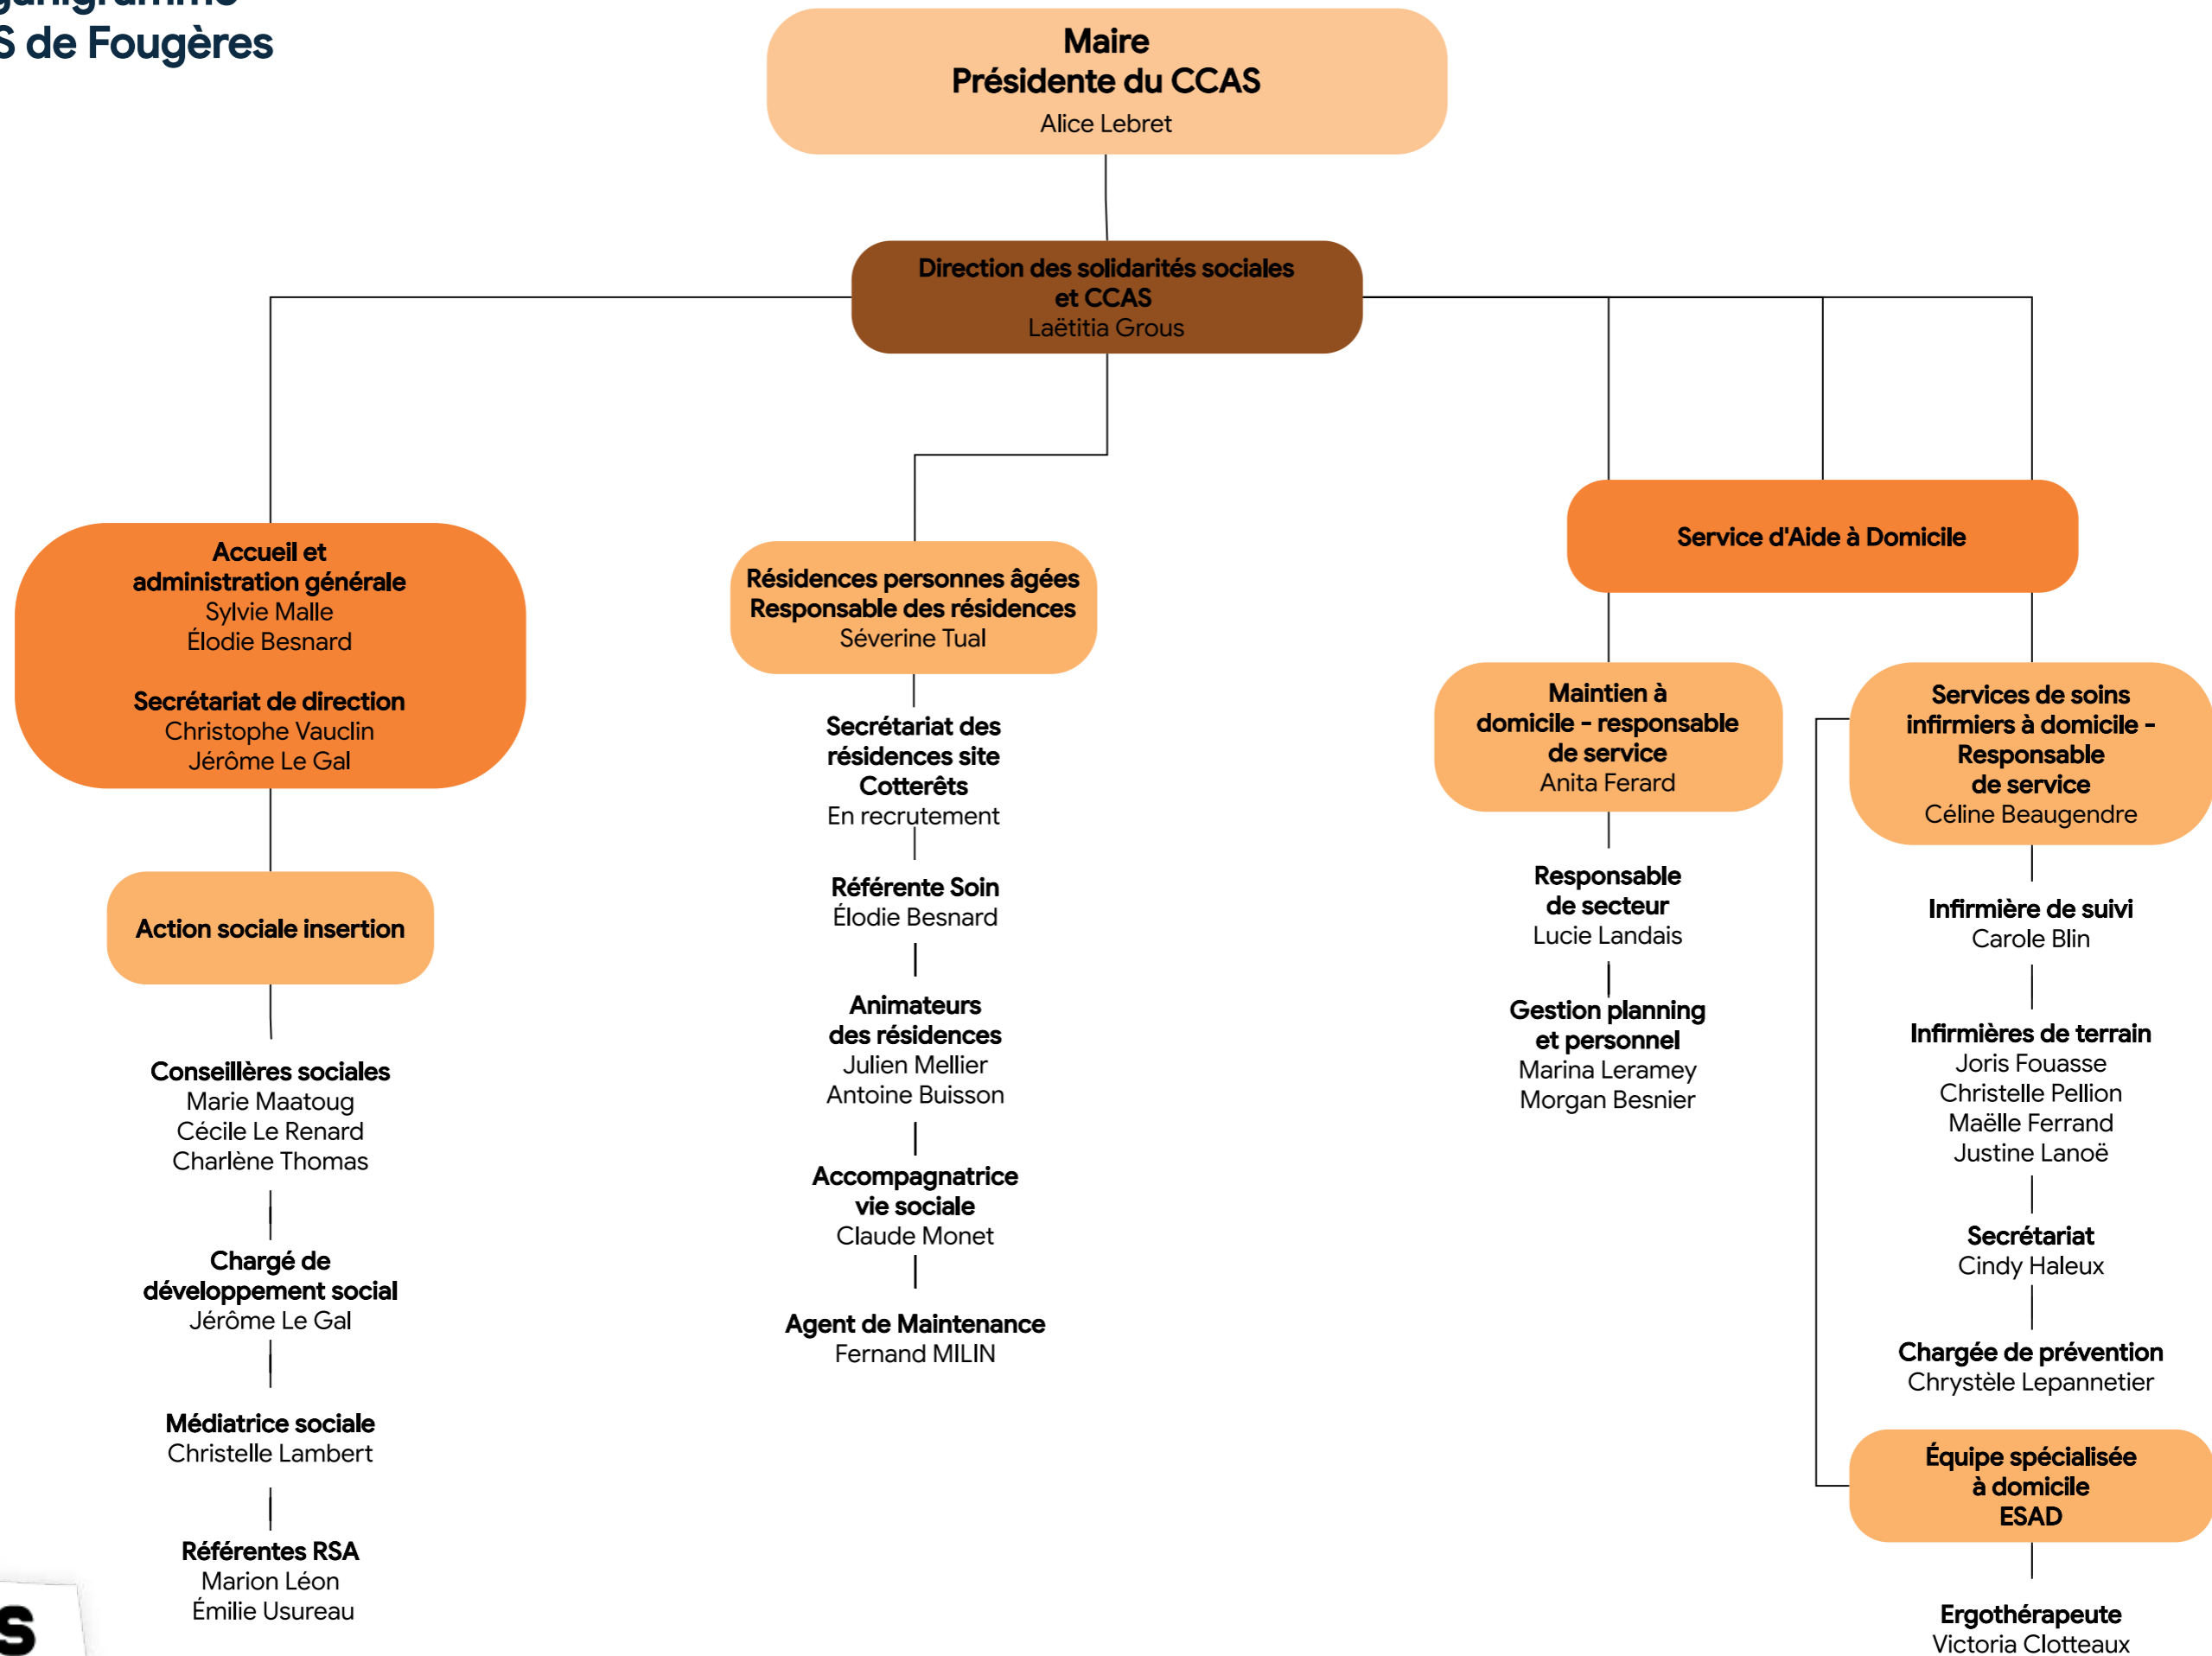 S de Fougères
Maire
Présidente du CCAS
Alice Lebret
Direction des solidarités sociales
et CCAS
Laëtitia Grous
Accueil et
administration générale
Sylvie Malle
Élodie Besnard
Secrétariat de direction
Christophe Vauclin
Jérôme Le Gal
Action sociale insertion
Conseillères sociales
Marie Maatoug
Cécile Le Renard
Charlène Thomas
Chargé de
développement social
Jérôme Le Gal
Médiatrice sociale
Christelle Lambert
Référentes RSA
Marion Léon
Émilie Usureau
Résidences personnes âgées
Responsable des résidences
Séverine Tual
Secrétariat des
résidences site
Cotterêts
En recrutement
Référente Soin
Élodie Besnard
Animateurs
des résidences
Julien Mellier
Antoine Buisson
Accompagnatrice
vie sociale
Claude Monet
Agent de Maintenance
Fernand MILIN
Service d'Aide à Domicile
Maintien à
domicile - responsable
de service
Anita Ferard
Responsable
de secteur
Lucie Landais
Gestion planning
et personnel
Marina Leramey
Morgan Besnier
Services de soins
infirmiers à domicile -
Responsable
de service
Céline Beaugendre
Infirmière de suivi
Carole Blin
Infirmières de terrain
Joris Fouasse
Christelle Pellion
Maëlle Ferrand
Justine Lanoë
Secrétariat
Cindy Haleux
Chargée de prévention
Chrystèle Lepannetier
Équipe spécialisée
à domicile
ESAD
Ergothérapeute
Victoria Clotteaux
S